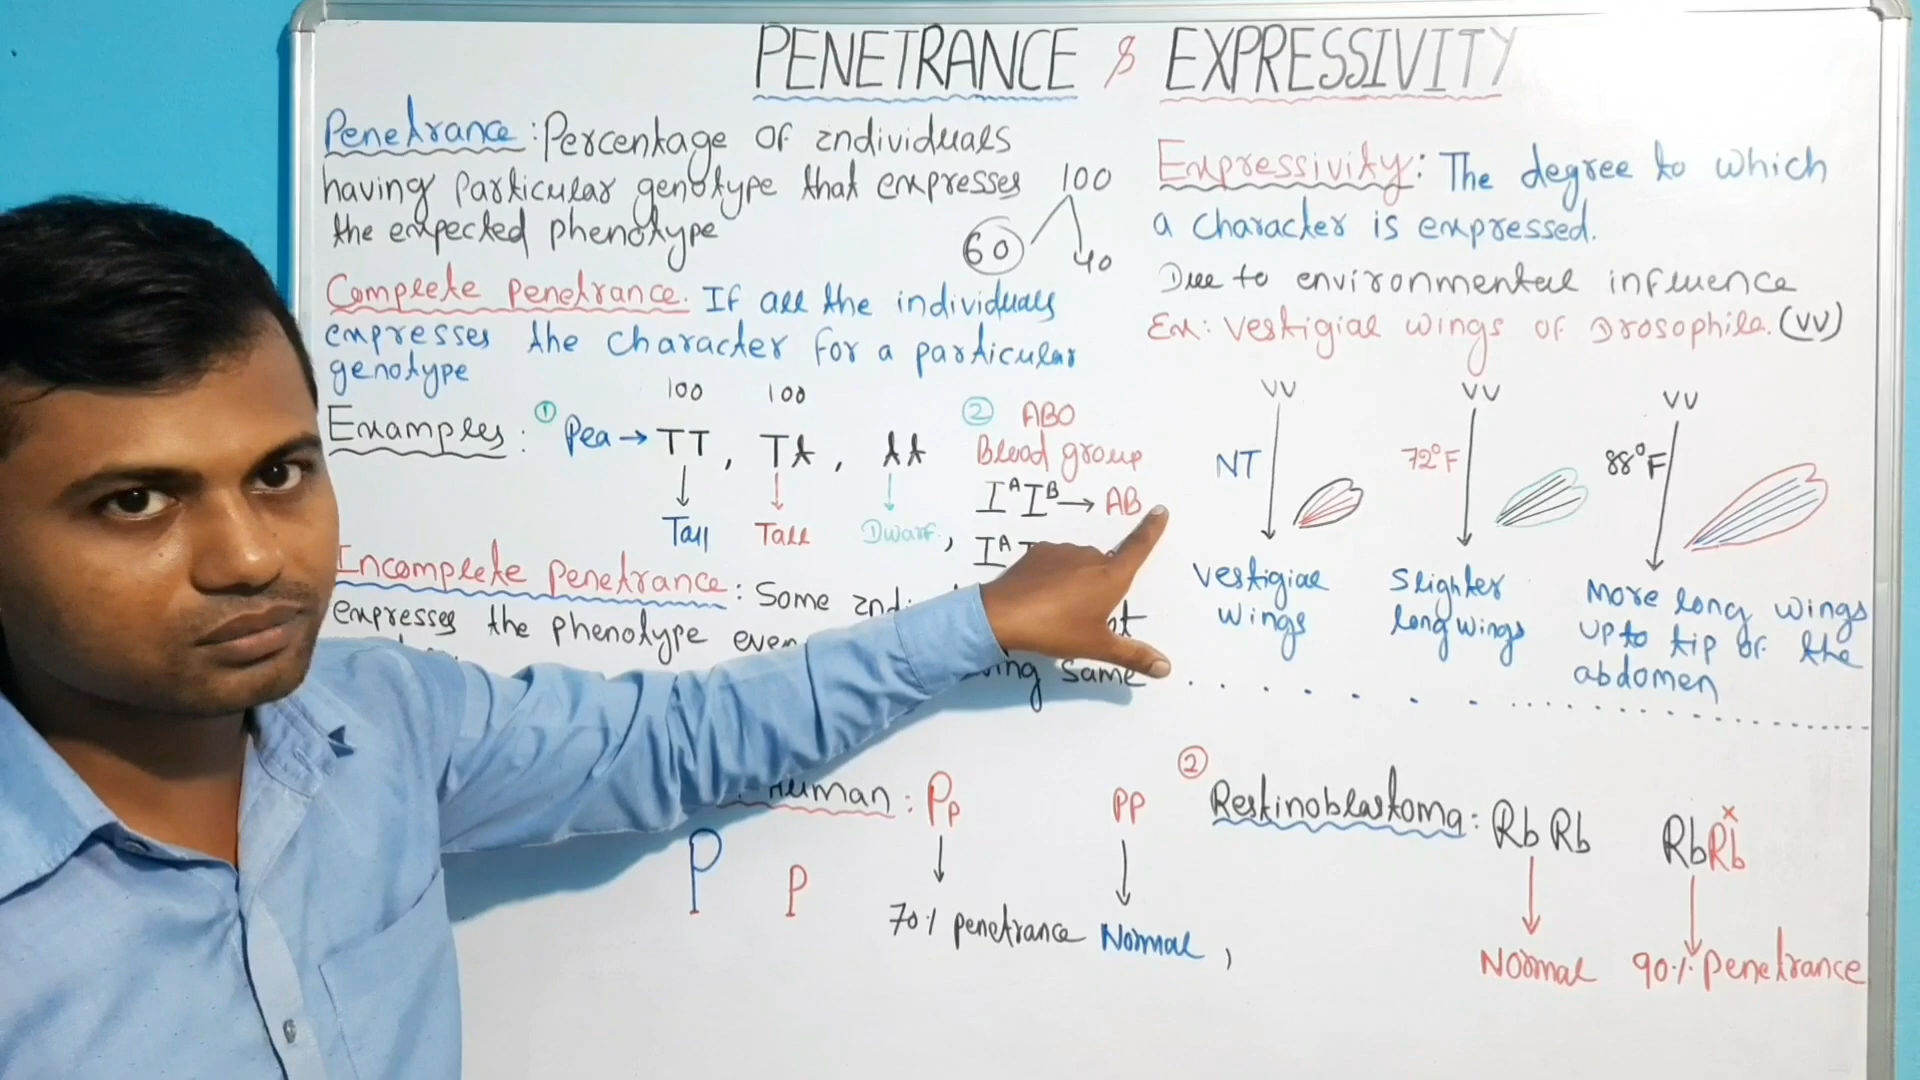 PENETRANCE & EXPRESSIVITY
Penetrance : Percentage of individuals
having particular genotype that expresses
the expected phenotype
100
60
40
Complete penetrance. If all the individuals
expresses the character for a particular
genotype
100 100
Examples : ① Pea → TT, Tt, tt
Tall Tall Dwarf,
② ABO
Blood group
IᴬIᴮ → AB
Iᴬ
Incomplete penetrance : Some
expresses the phenotype even
same
Human : Pp pp
P P
70% penetrance Normal,
Expressivity : The degree to which
a character is expressed.
Due to environmental influence
Ex: Vestigial wings of Drosophila. (VV)
VV VV VV
NT 72°F 88°F
Vestigial wings
Slighter long wings
More long wings
up to tip of the
abdomen
② Restinoblastoma : Rb Rb RbRb x
Normal 90% penetrance